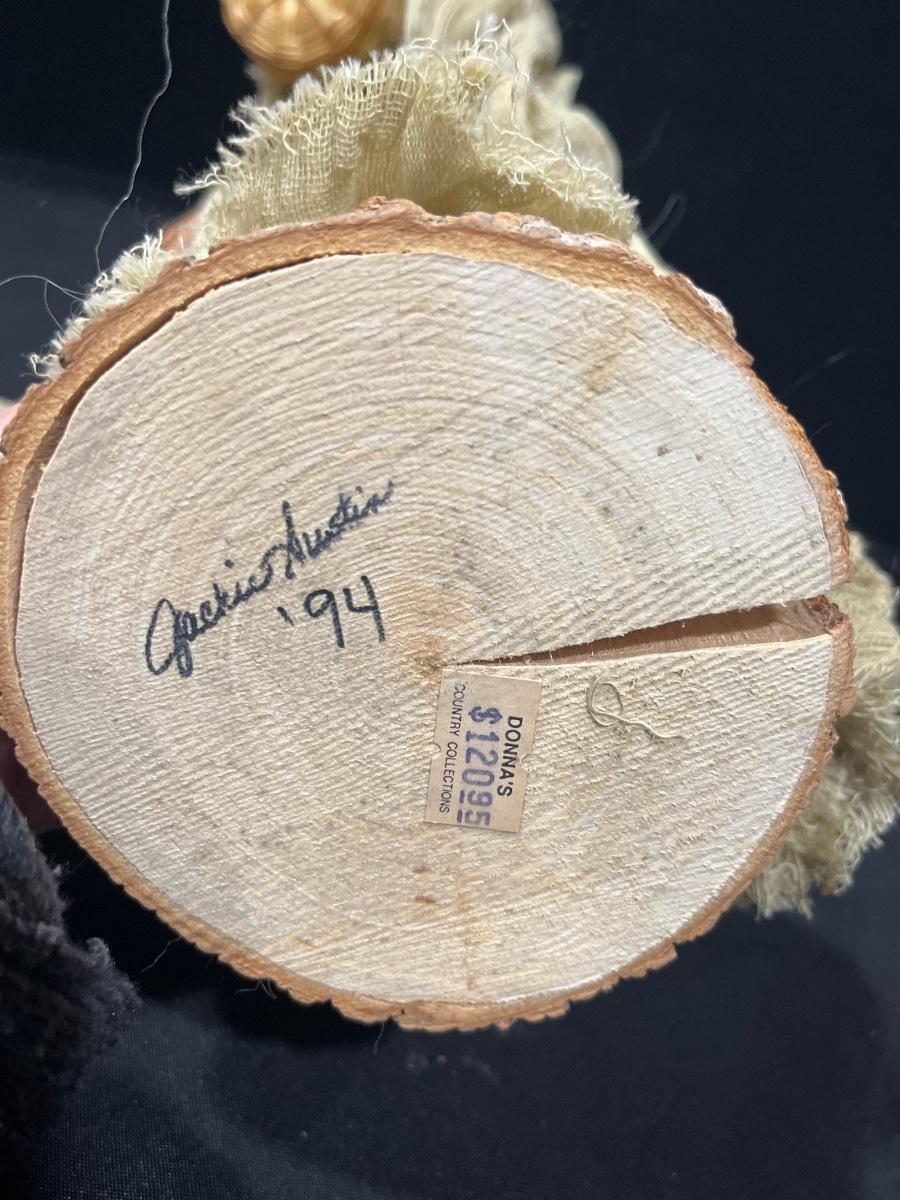 Jackie Austin
'94
DONNA'S
$12095
COUNTRY COLLECTIONS